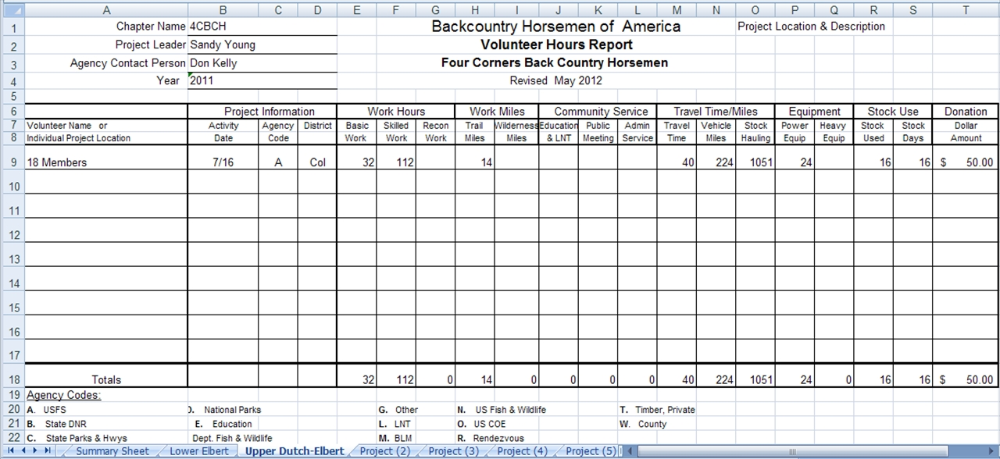 A B C D E F G H I J K L M N O P Q R S T
1 Chapter Name 4CBCH Backcountry Horsemen of America Project Location & Description
2 Project Leader Sandy Young Volunteer Hours Report
3 Agency Contact Person Don Kelly Four Corners Back Country Horsemen
4 Year 2011 Revised May 2012
5
6 Project Information Work Hours Work Miles Community Service Travel Time/Miles Equipment Stock Use Donation
7 Volunteer Name or Activity Agency District Basic Skilled Recon Trail Wilderness Education Public Admin Travel Vehicle Stock Power Heavy Stock Stock Dollar
8 Individual Project Location Date Code Work Work Work Miles Miles & LNT Meeting Service Time Miles Hauling Equip Equip Used Days Amount
9 18 Members 7/16 A Col 32 112 14 40 224 1051 24 16 16 $ 50.00
10
11
12
13
14
15
16
17
18 Totals 32 112 0 14 0 0 0 0 40 224 1051 24 0 16 16 $ 50.00
19 Agency Codes:
20 A. USFS D. National Parks G. Other N. US Fish & Wildlife T. Timber, Private
21 B. State DNR E. Education L. LNT O. US COE W. County
22 C. State Parks & Hwys Dept. Fish & Wildlife M. BLM R. Rendezvous
Summary Sheet Lower Elbert Upper Dutch-Elbert Project (2) Project (3) Project (4) Project (5)